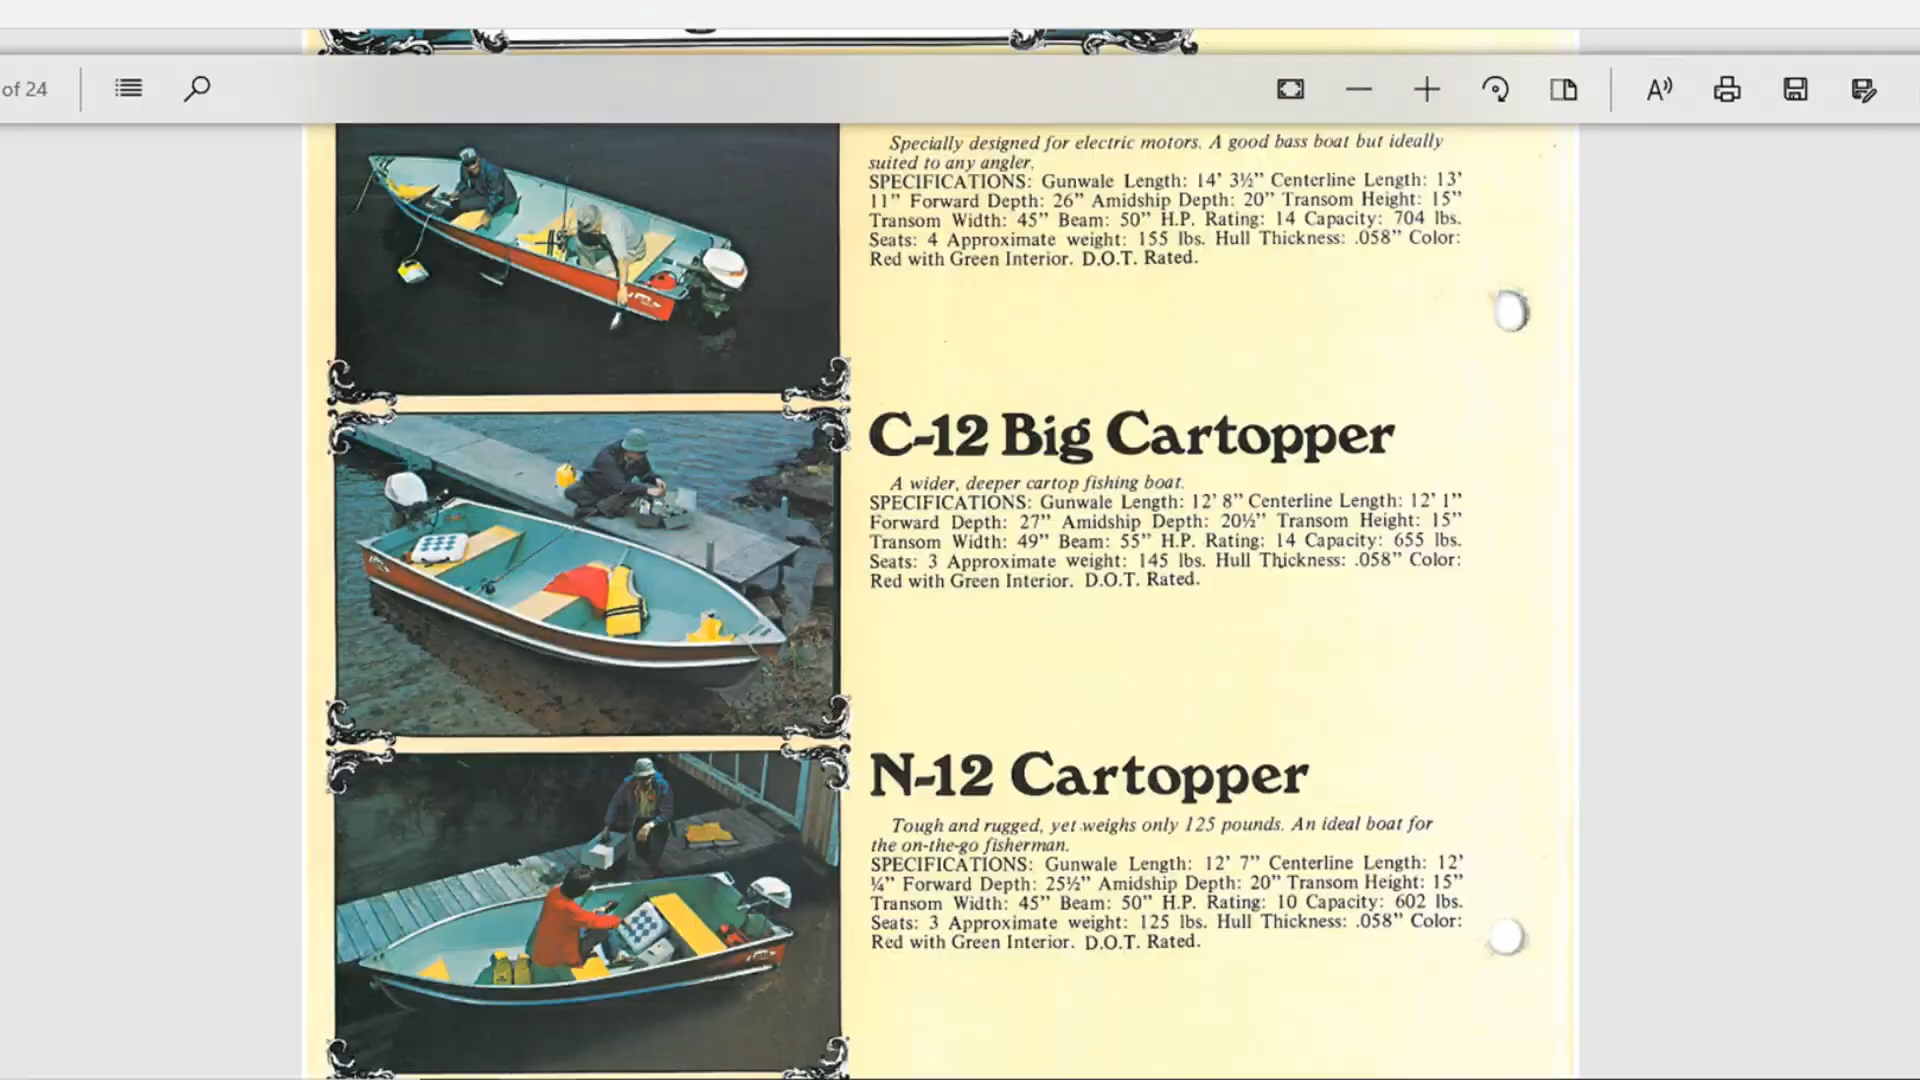 of 24
Specially designed for electric motors. A good bass boat but ideally
suited to any angler.
SPECIFICATIONS: Gunwale Length: 14' 3½" Centerline Length: 13'
11" Forward Depth: 26" Amidship Depth: 20" Transom Height: 15"
Transom Width: 45" Beam: 50" H.P. Rating: 14 Capacity: 704 lbs.
Seats: 4 Approximate weight: 155 lbs. Hull Thickness: .058" Color:
Red with Green Interior. D.O.T. Rated.
C-12 Big Cartopper
A wider, deeper cartop fishing boat.
SPECIFICATIONS: Gunwale Length: 12' 8" Centerline Length: 12' 1"
Forward Depth: 27" Amidship Depth: 20½" Transom Height: 15"
Transom Width: 49" Beam: 55" H.P. Rating: 14 Capacity: 655 lbs.
Seats: 3 Approximate weight: 145 lbs. Hull Thickness: .058" Color:
Red with Green Interior. D.O.T. Rated.
N-12 Cartopper
Tough and rugged, yet weighs only 125 pounds. An ideal boat for
the on-the-go fisherman.
SPECIFICATIONS: Gunwale Length: 12' 7" Centerline Length: 12'
¼" Forward Depth: 25½" Amidship Depth: 20" Transom Height: 15"
Transom Width: 45" Beam: 50" H.P. Rating: 10 Capacity: 602 lbs.
Seats: 3 Approximate weight: 125 lbs. Hull Thickness: .058" Color:
Red with Green Interior. D.O.T. Rated.